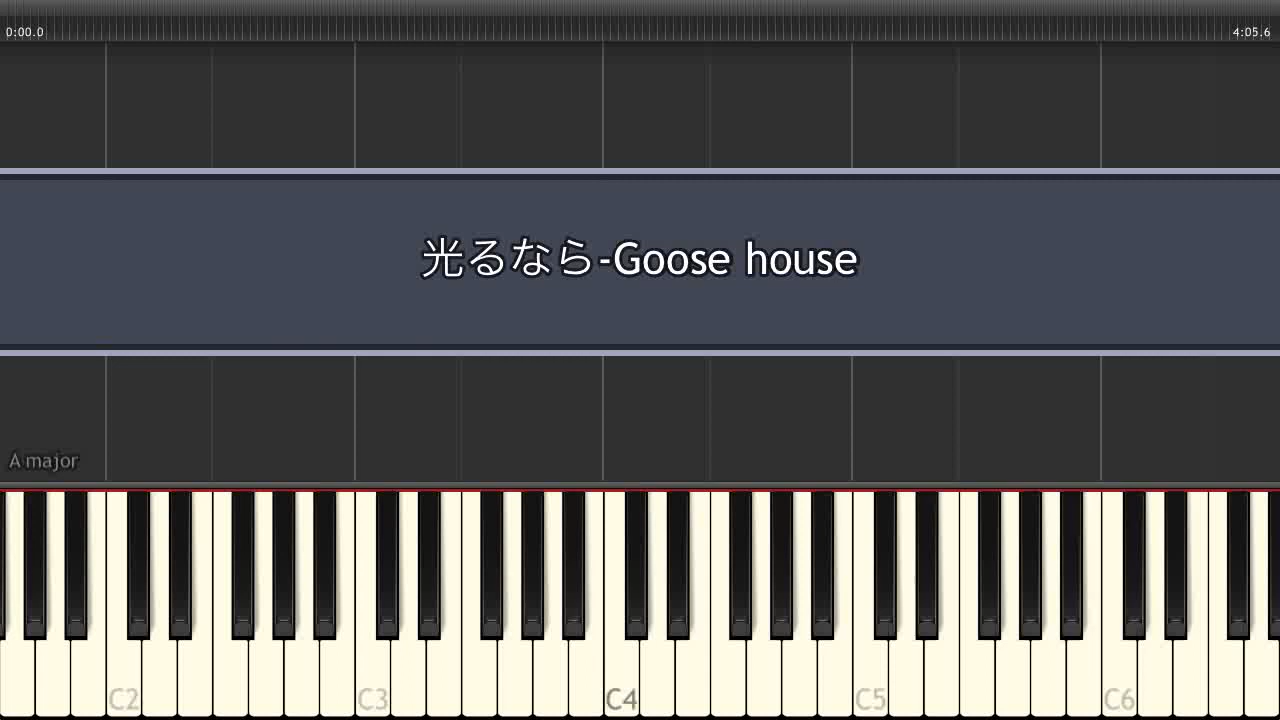 0:00.0
4:05.6
光るなら-Goose house
A major
C2
C3
C4
C5
C6